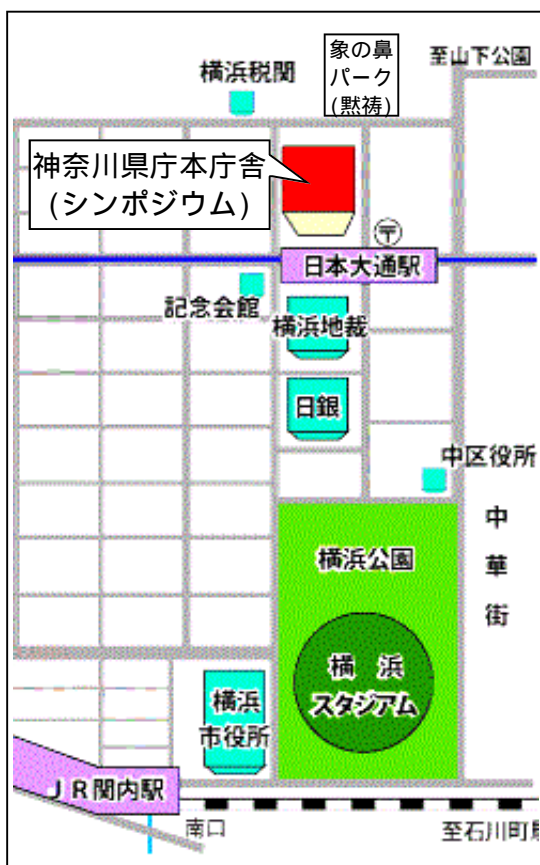 象の鼻
パーク
(黙祷)
至山下公園
横浜税関
神奈川県庁本庁舎
(シンポジウム)
〒
日本大通駅
記念会館
横浜地裁
日銀
中区役所
中華街
横浜公園
横浜
スタジアム
横浜
市役所
JR関内駅
南口
至石川町